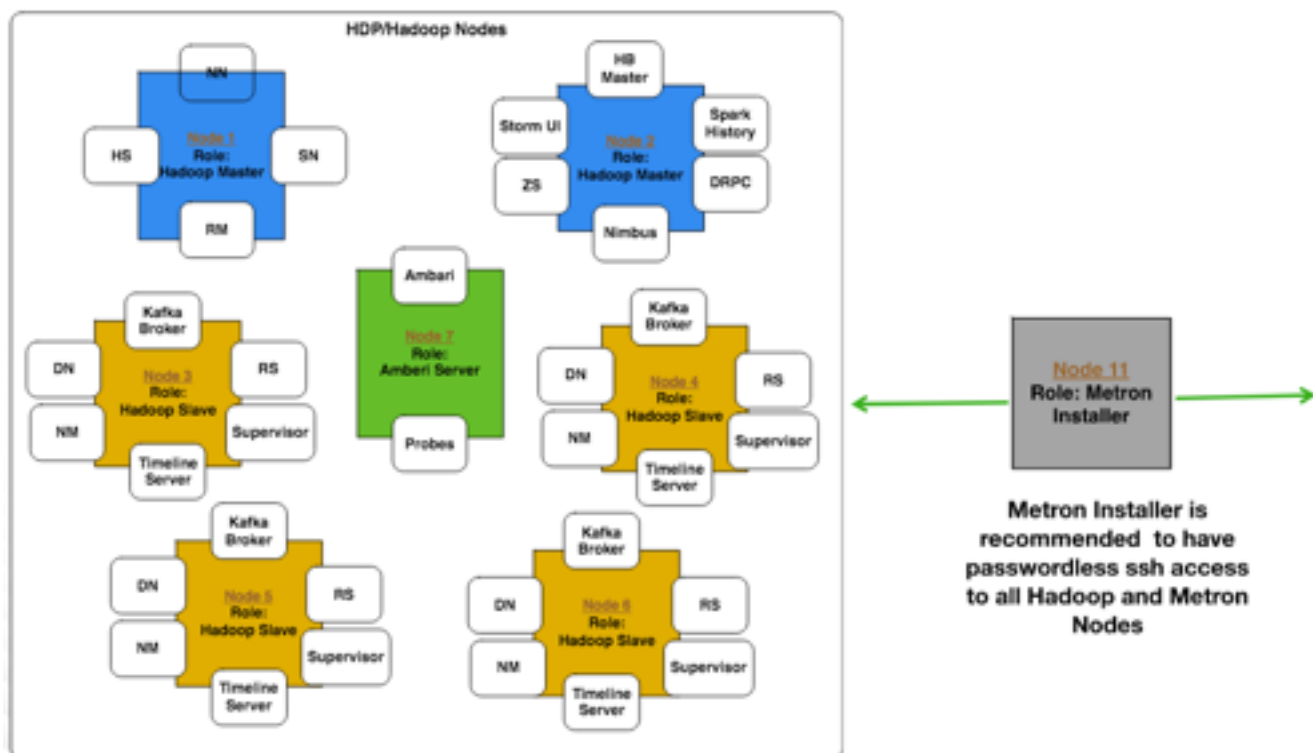 HDP/Hadoop Nodes
NN
HS
Node 1
Role:
Hadoop Master
SN
RM
HB
Master
Storm UI
Spark
History
Node 2
Role:
Hadoop Master
ZS
DRPC
Nimbus
Ambari
Node 7
Role:
Amberi Server
Probes
Kafka
Broker
DN
RS
Node 3
Role:
Hadoop Slave
NM
Supervisor
Timeline
Server
Kafka
Broker
DN
RS
Node 4
Role:
Hadoop Slave
NM
Supervisor
Timeline
Server
Kafka
Broker
DN
RS
Node 5
Role:
Hadoop Slave
NM
Supervisor
Timeline
Server
Kafka
Broker
DN
RS
Node 6
Role:
Hadoop Slave
NM
Supervisor
Timeline
Server
Node 11
Role: Metron
Installer
Metron Installer is
recommended to have
passwordless ssh access
to all Hadoop and Metron
Nodes